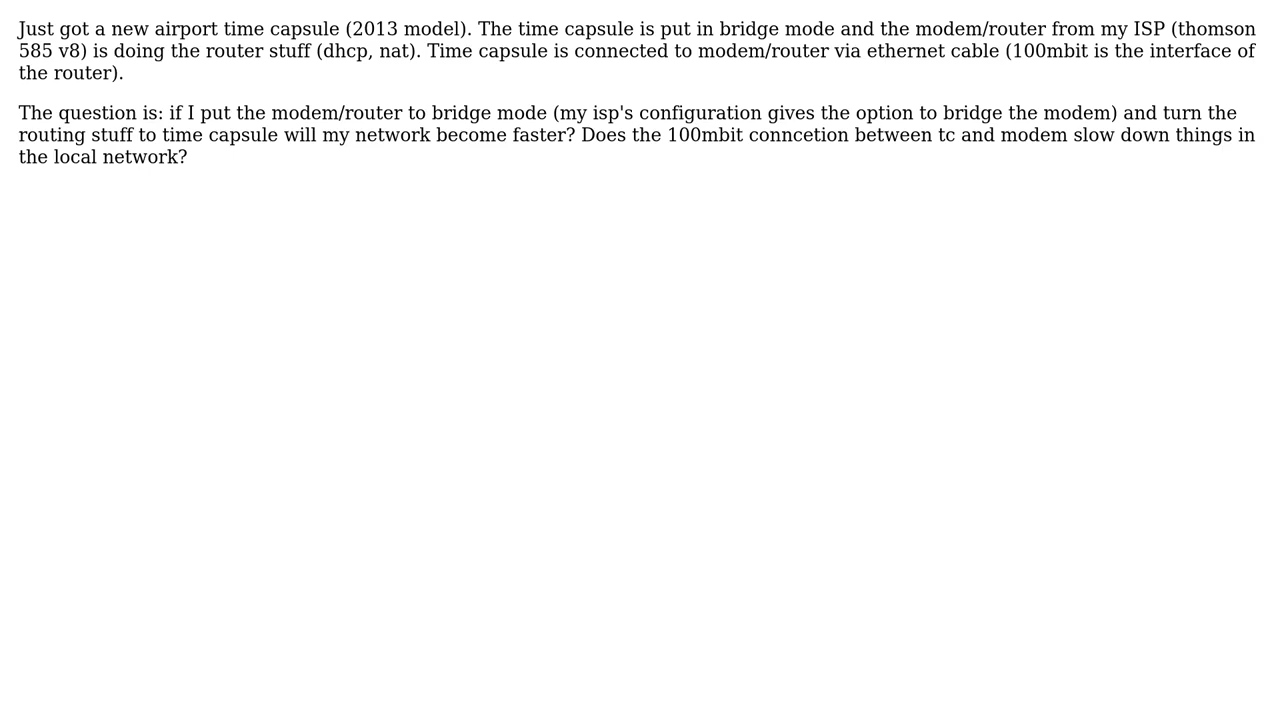 Just got a new airport time capsule (2013 model). The time capsule is put in bridge mode and the modem/router from my ISP (thomson
585 v8) is doing the router stuff (dhcp, nat). Time capsule is connected to modem/router via ethernet cable (100mbit is the interface of
the router).
The question is: if I put the modem/router to bridge mode (my isp's configuration gives the option to bridge the modem) and turn the
routing stuff to time capsule will my network become faster? Does the 100mbit conncetion between tc and modem slow down things in
the local network?